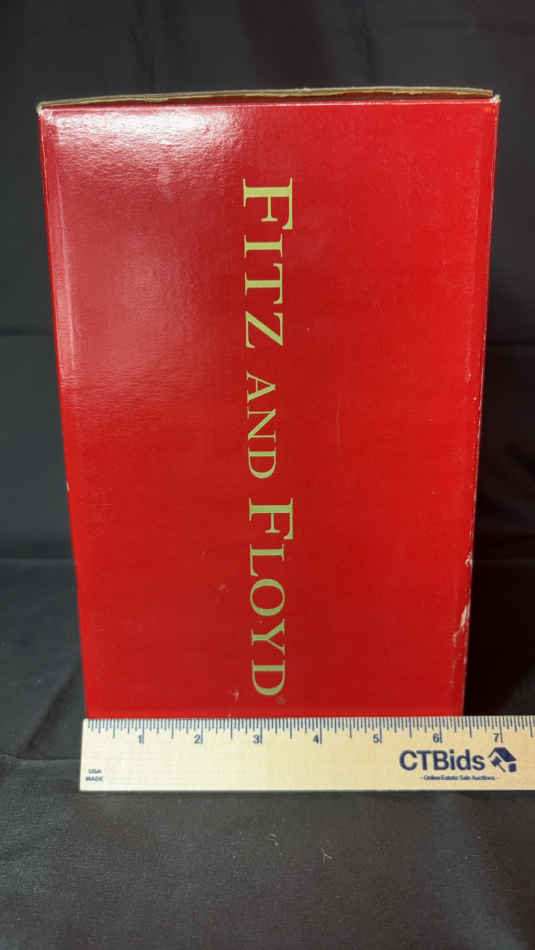 FITZ AND FLOYD®
1 2 3 4 5 6 7
USA
MADE
CTBids
- Online Estate Sale Auctions -